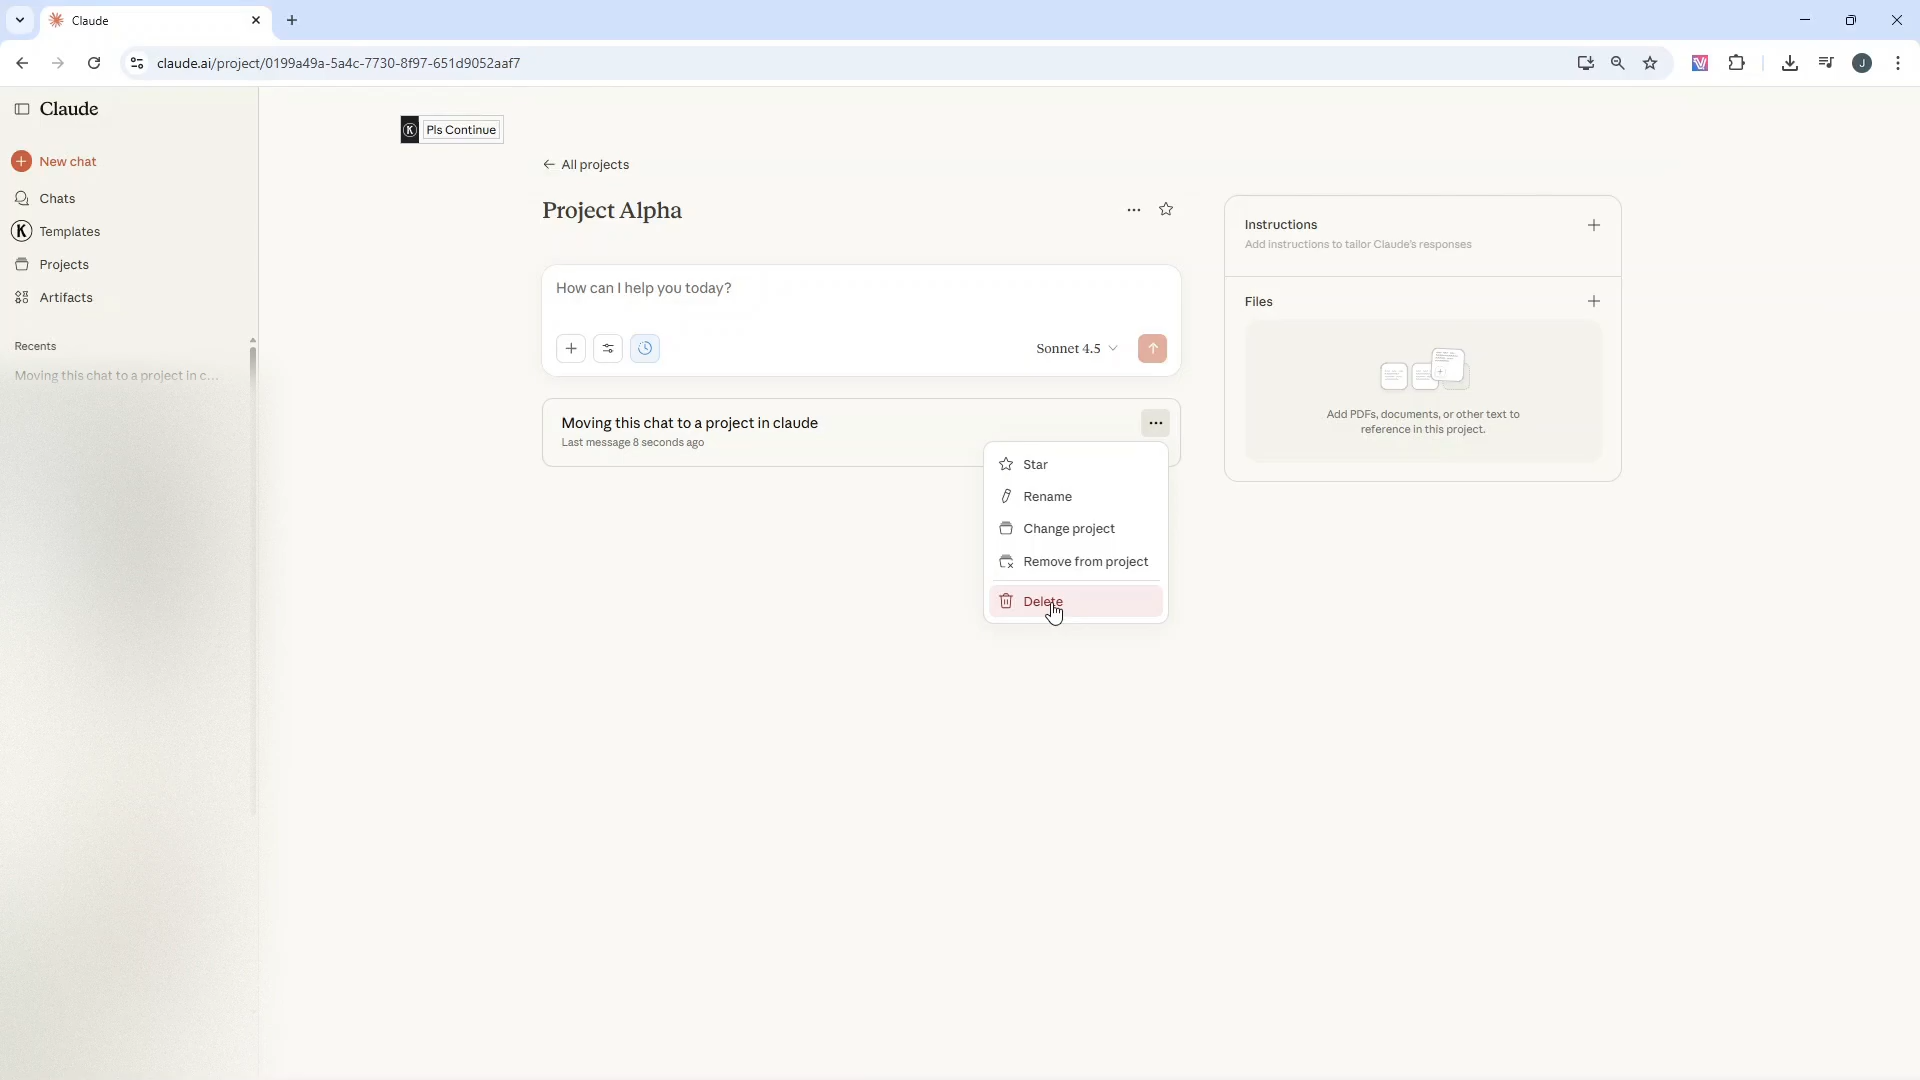 Claude
claude.ai/project/0199a49a-5a4c-7730-8f97-651d9052aaf7
J
Claude
New chat
Chats
K Templates
Projects
Artifacts
Recents
Moving this chat to a project in c...
K Pls Continue
← All projects
Project Alpha
How can I help you today?
Sonnet 4.5
Moving this chat to a project in claude
Last message 8 seconds ago
Star
Rename
Change project
Remove from project
Delete
Instructions
Add instructions to tailor Claude's responses
Files
Add PDFs, documents, or other text to
reference in this project.